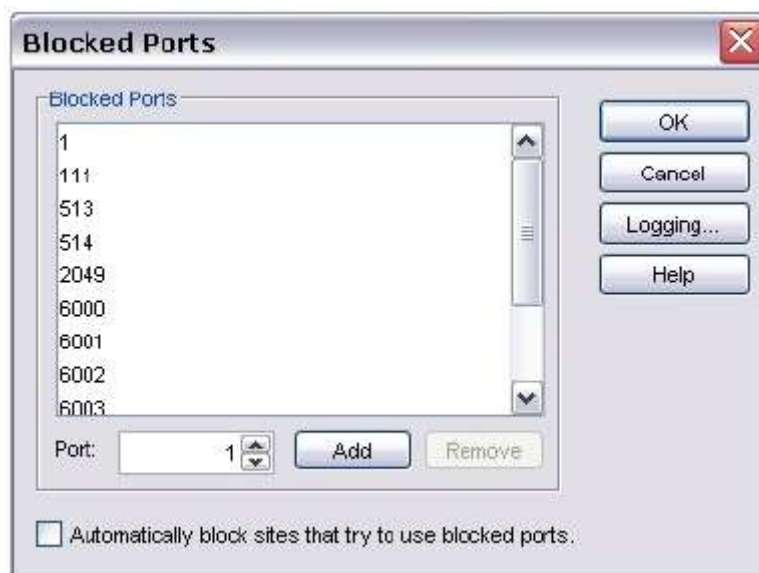 Blocked Ports
Blocked Ports
1
111
513
514
2049
6000
6001
6002
6003
Port:
1
Add
Remove
OK
Cancel
Logging...
Help
Automatically block sites that try to use blocked ports.